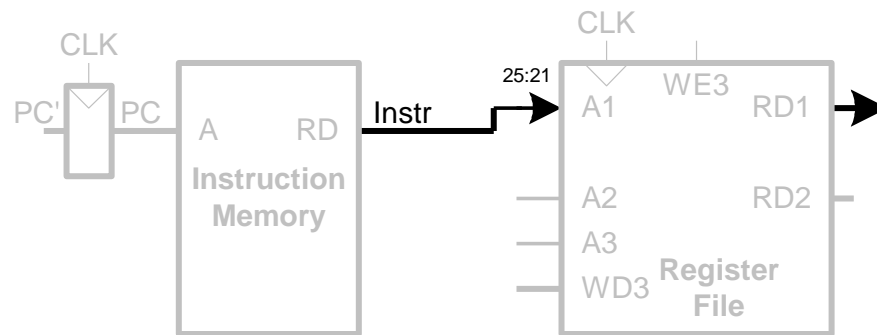 CLK
PC'
PC
A
RD
Instruction
Memory
Instr
25:21
CLK
WE3
A1
RD1
A2
RD2
A3
WD3
Register
File